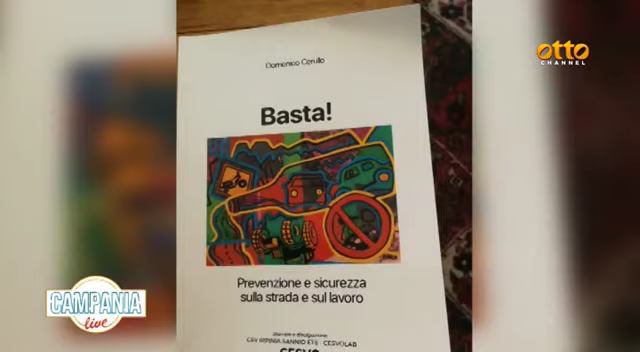 otto
CHANNEL
Domenico Cerullo
Basta!
Prevenzione e sicurezza
sulla strada e sul lavoro
CSV IRPINIA SANNIO ETS - CESVOLAB
CAMPANIA
live